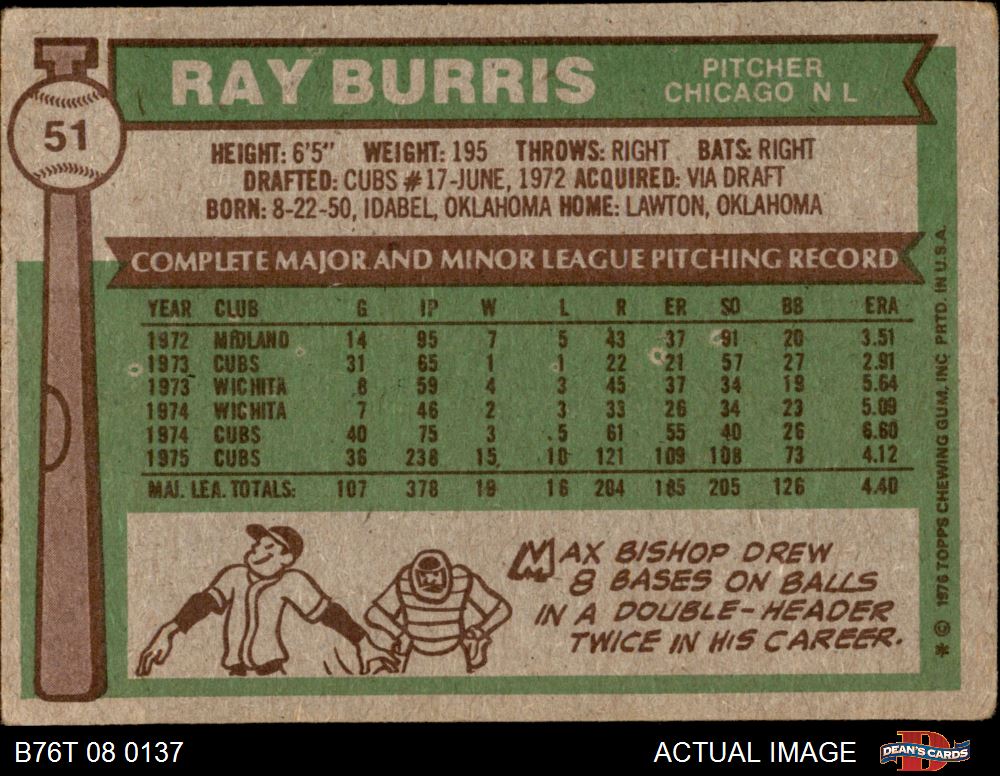 51
RAY BURRIS
PITCHER
CHICAGO N L
HEIGHT: 6'5" WEIGHT: 195 THROWS: RIGHT BATS: RIGHT
DRAFTED: CUBS #17-JUNE, 1972 ACQUIRED: VIA DRAFT
BORN: 8-22-50, IDABEL, OKLAHOMA HOME: LAWTON, OKLAHOMA
COMPLETE MAJOR AND MINOR LEAGUE PITCHING RECORD
YEAR CLUB G IP W L R ER SO BB ERA
1972 MIDLAND 14 95 7 5 43 37 91 20 3.51
1973 CUBS 31 65 1 1 22 21 57 27 2.91
1973 WICHITA 8 59 4 3 45 37 34 19 5.64
1974 WICHITA 7 46 2 3 33 26 34 23 5.09
1974 CUBS 40 75 3 5 61 55 40 26 6.60
1975 CUBS 36 238 15 10 121 109 108 73 4.12
MAJ. LEA. TOTALS: 107 378 19 16 204 185 205 126 4.40
MAX BISHOP DREW
8 BASES ON BALLS
IN A DOUBLE-HEADER
TWICE IN HIS CAREER.
* © 1976 TOPPS CHEWING GUM, INC. PRTD. IN U.S.A.
B76T 08 0137
ACTUAL IMAGE
DEAN'S CARDS